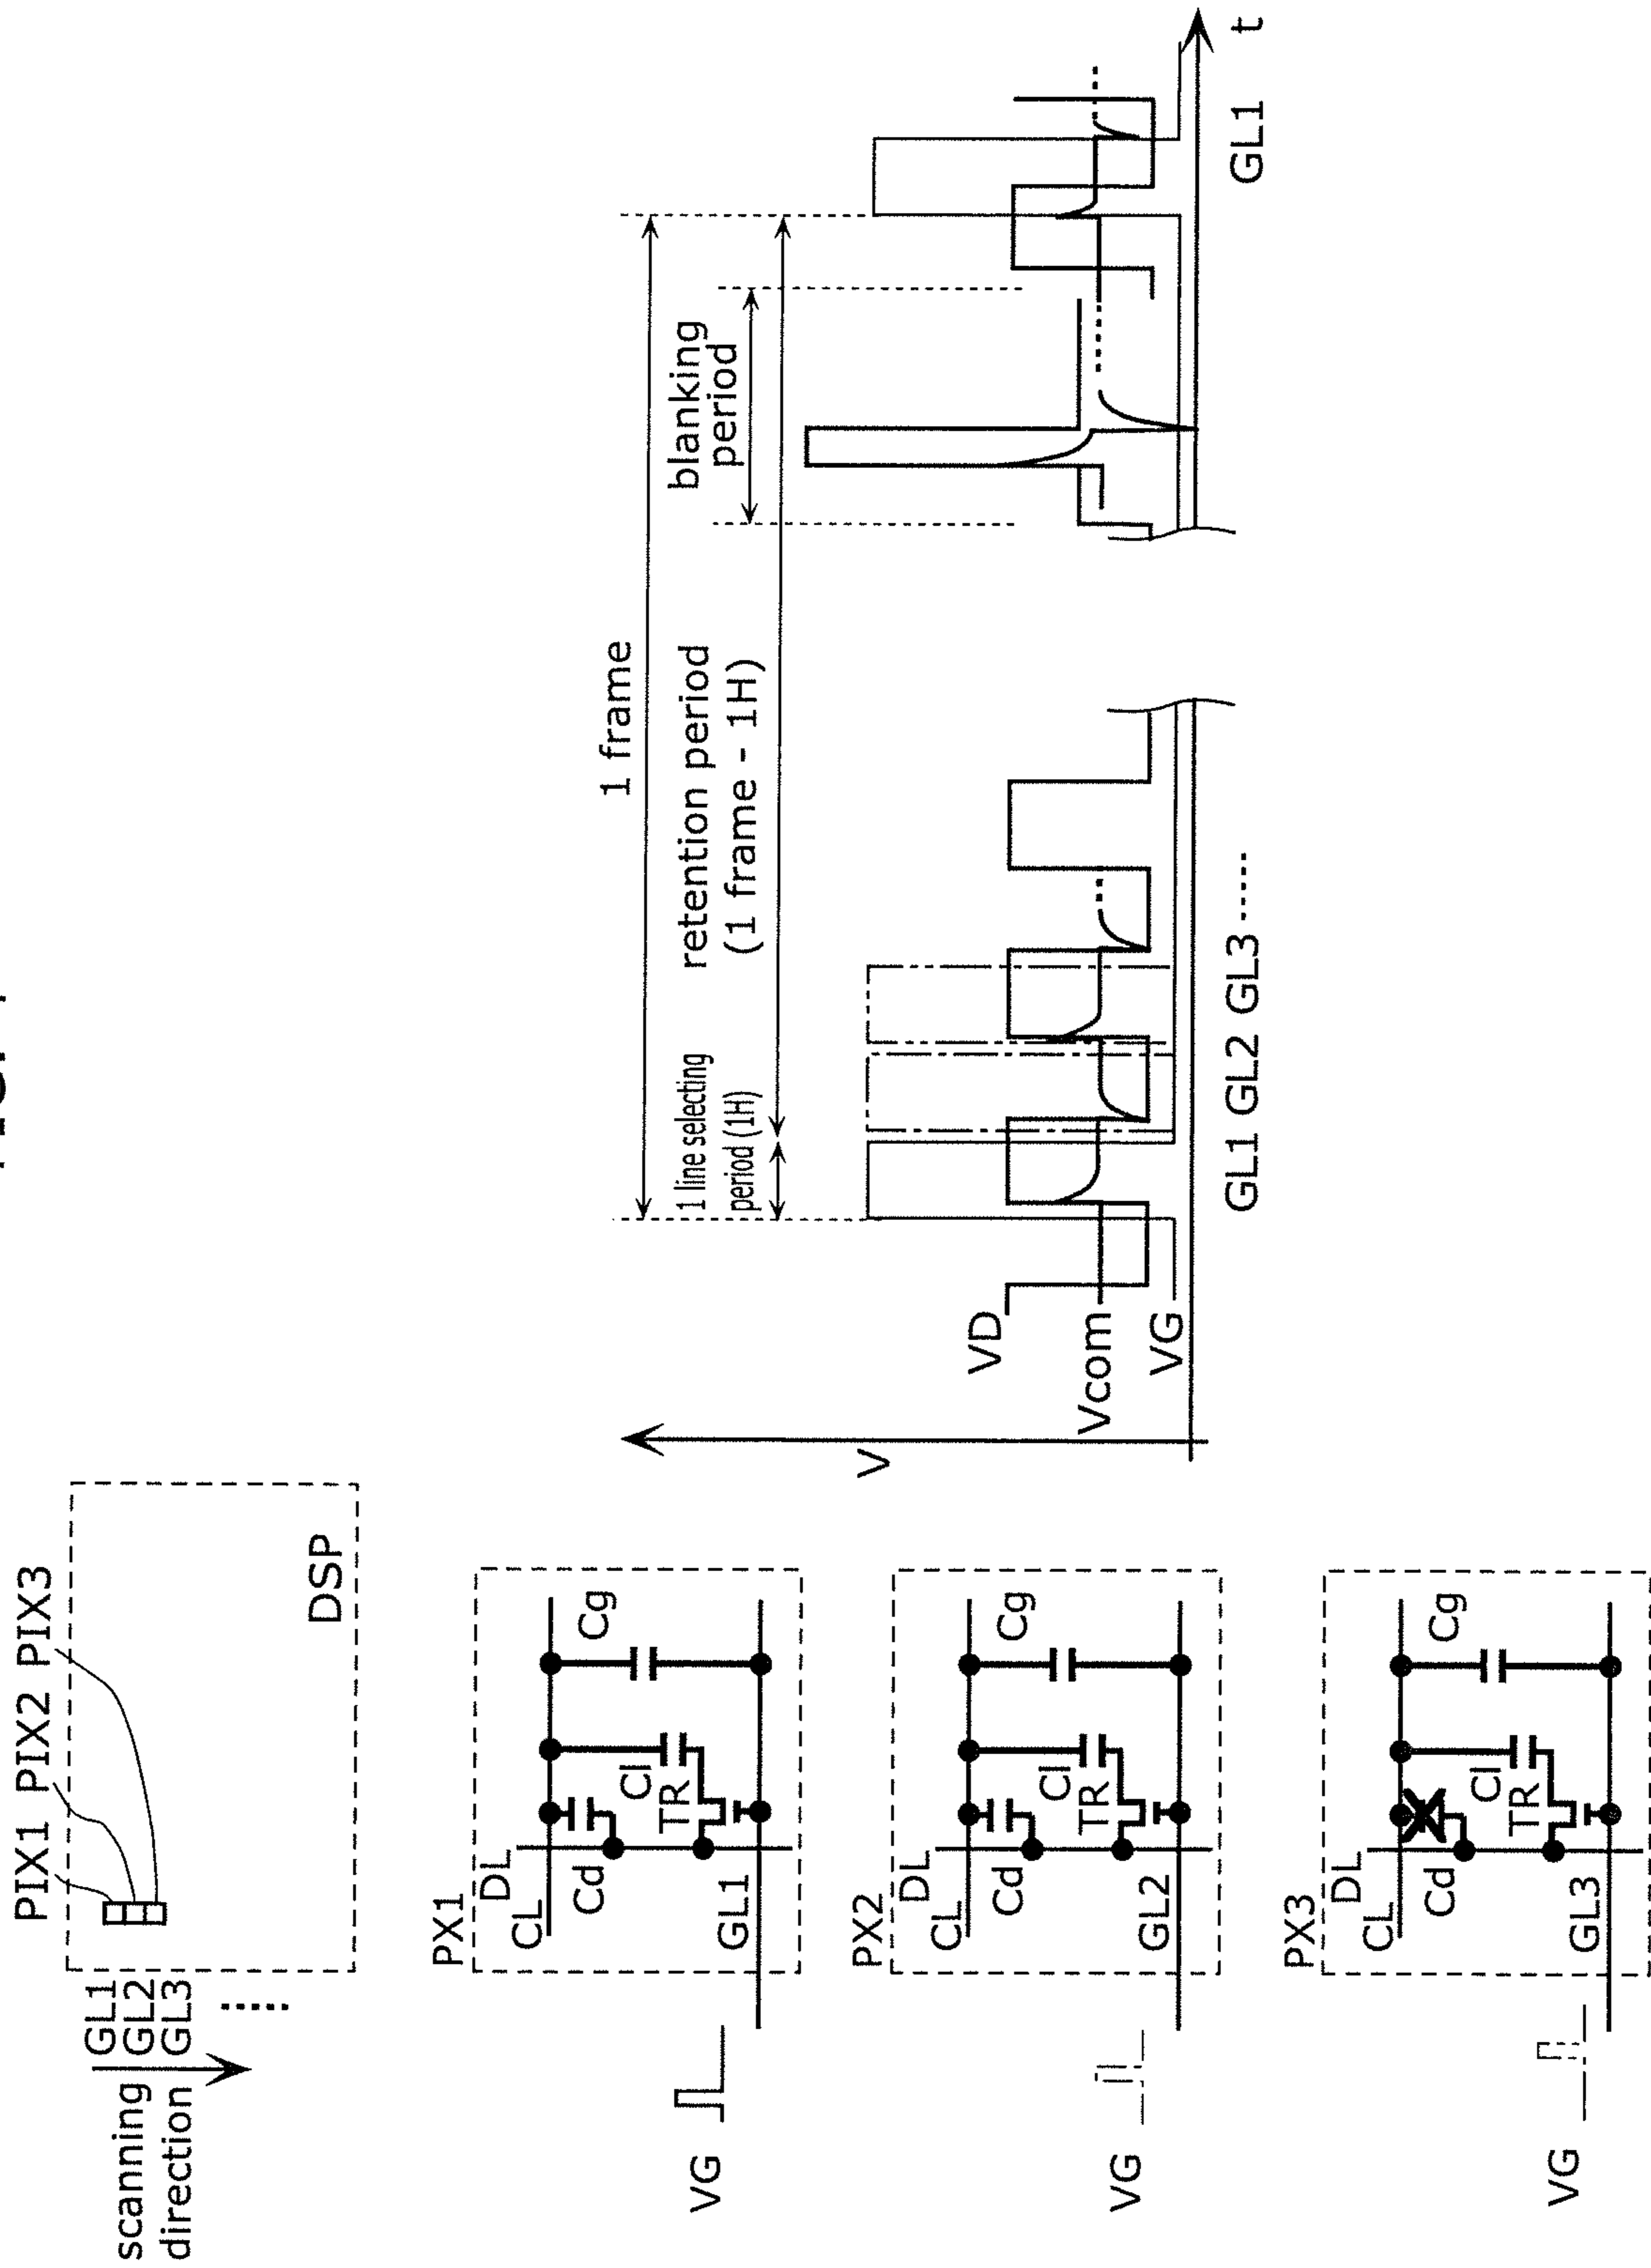 PIX1 PIX2 PIX3
DSP
GL1
GL2
GL3
scanning
direction
PX1
DL
CL
Cd
Cl
TR
Cg
GL1
VG
PX2
DL
CL
Cd
Cl
TR
Cg
GL2
VG
PX3
DL
CL
Cd
Cl
TR
Cg
GL3
VG
1 frame
1 line selecting
period (1H)
retention period
(1 frame - 1H)
blanking
period
V
VD
Vcom
VG
GL1 GL2 GL3
GL1
t